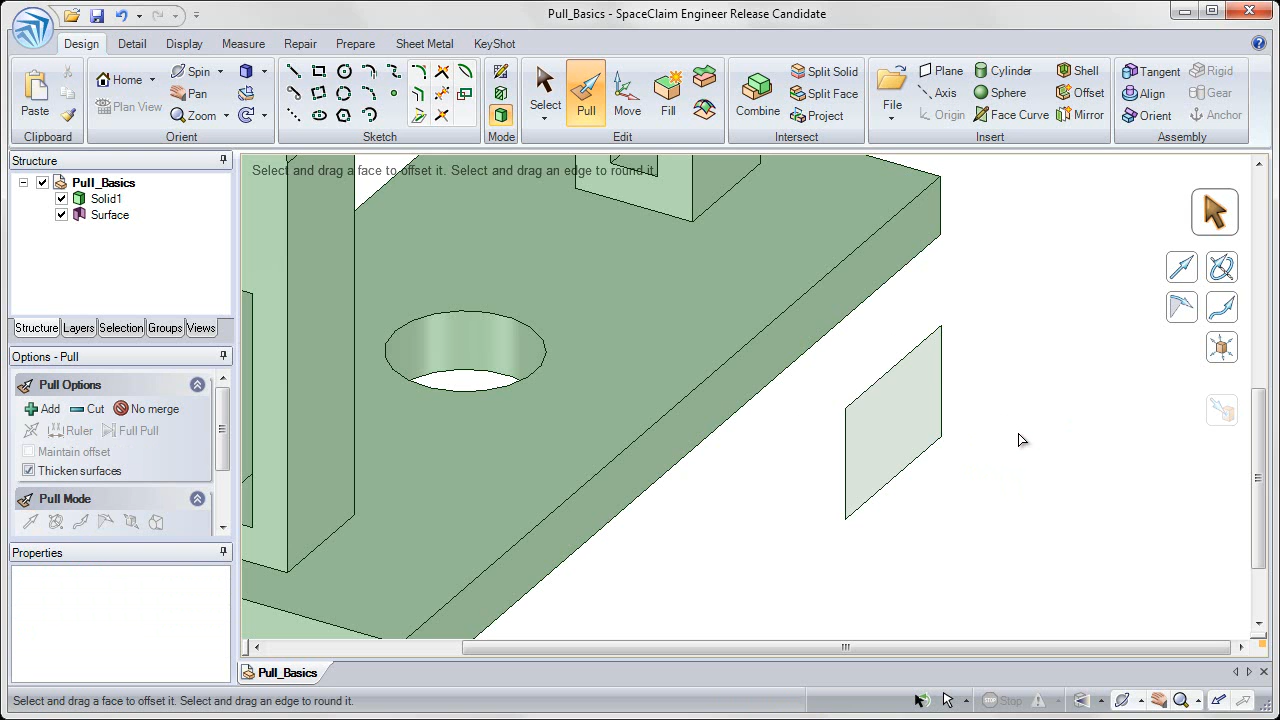 Pull_Basics - SpaceClaim Engineer Release Candidate
Design Detail Display Measure Repair Prepare Sheet Metal KeyShot
Home Spin Select Pull Move Fill Combine Split Solid File Plane Cylinder Shell Tangent Rigid
Paste Plan View Pan Split Face Axis Sphere Offset Align Gear
Zoom Project Origin Face Curve Mirror Orient Anchor
Clipboard Orient Sketch Mode Edit Intersect Insert Assembly
Structure
Pull_Basics
Solid1
Surface
Structure Layers Selection Groups Views
Options - Pull
Pull Options
Add Cut No merge
Ruler Full Pull
Maintain offset
Thicken surfaces
Pull Mode
Properties
Select and drag a face to offset it. Select and drag an edge to round it.
Pull_Basics
Select and drag a face to offset it. Select and drag an edge to round it.
Stop